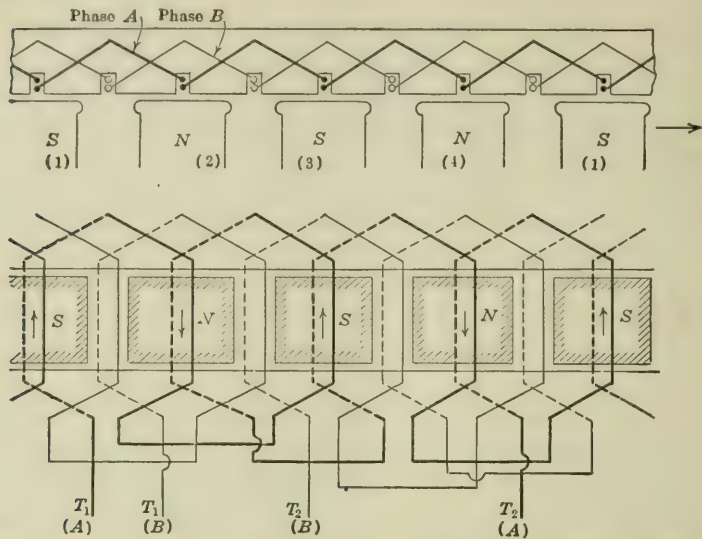 Phase A Phase B
S N S N S
(1) (2) (3) (4) (1)
S N S N S
T1 T1 T2 T2
(A) (B) (B) (A)